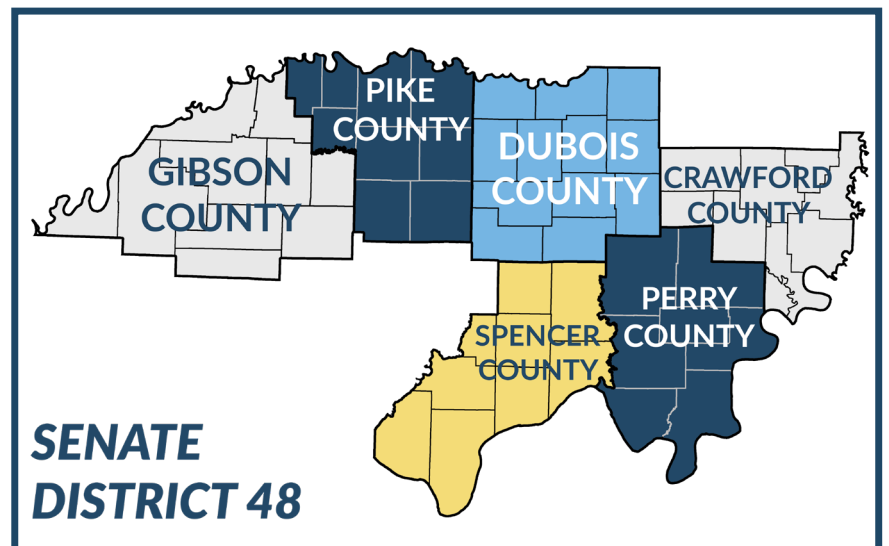 PIKE
COUNTY
GIBSON
COUNTY
DUBOIS
COUNTY
CRAWFORD
COUNTY
PERRY
COUNTY
SPENCER
COUNTY
SENATE
DISTRICT 48